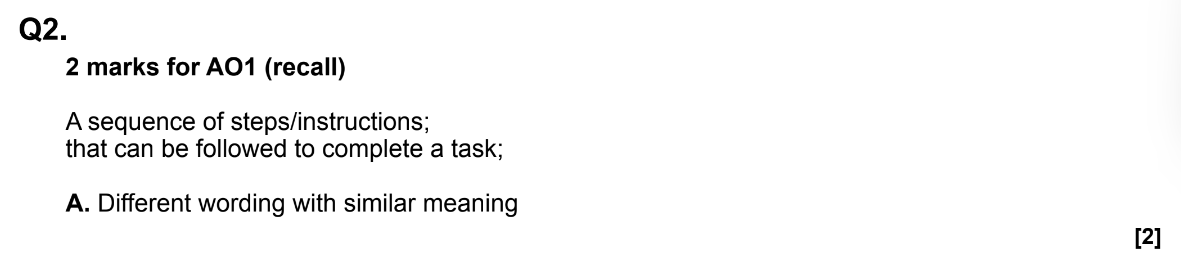 Q2.
2 marks for AO1 (recall)
A sequence of steps/instructions;
that can be followed to complete a task;
A. Different wording with similar meaning
[2]